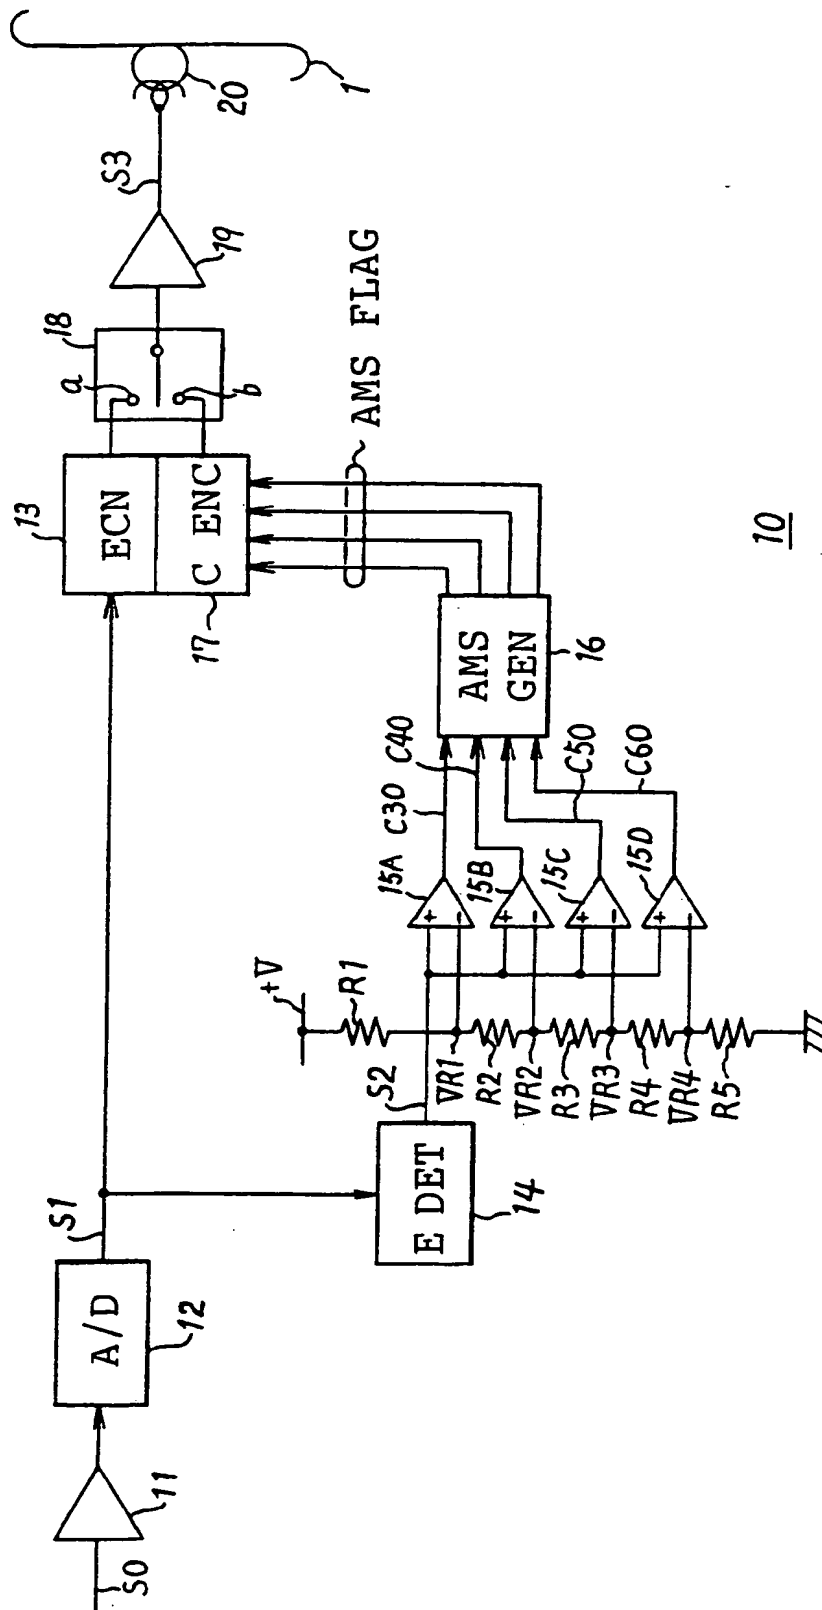 S0
11
A/D
12
S1
13
ECN
C ENC
17
18
a
b
19
S3
20
1
AMS FLAG
E DET
14
S2
+V
R1
VR1
R2
VR2
R3
VR3
R4
VR4
R5
15A
+
-
15B
+
-
15C
+
-
15D
+
-
C30
C40
C50
C60
AMS
GEN
16
10